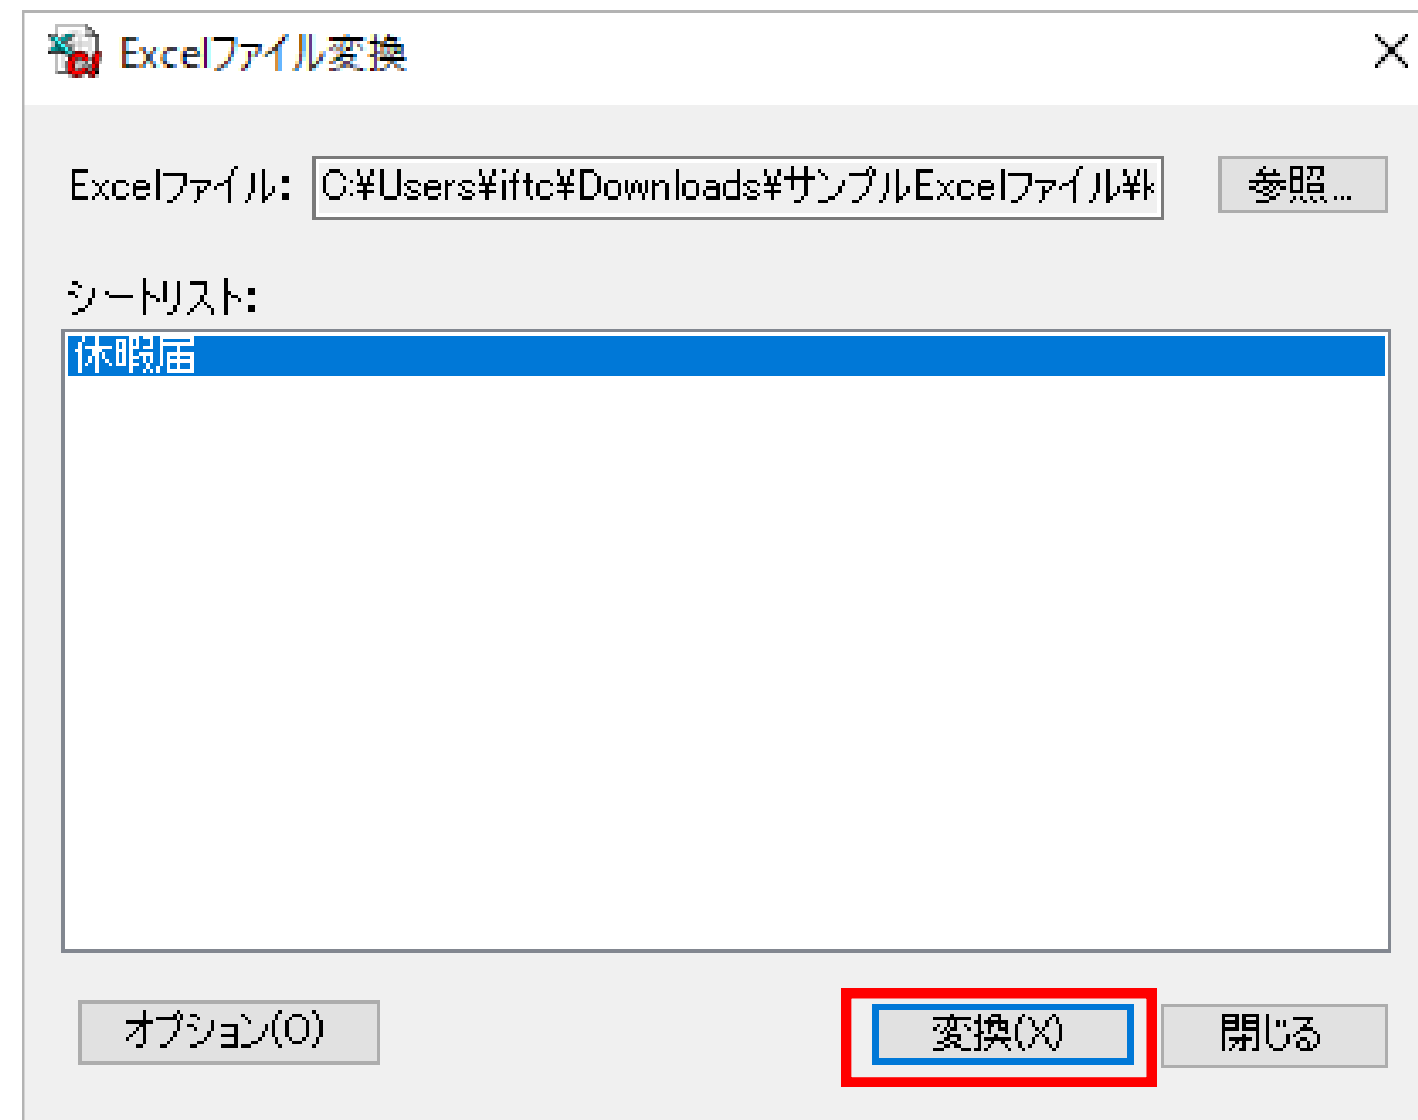 Excelファイル変換
Excelファイル: C:¥Users¥iftc¥Downloads¥サンプルExcelファイル¥k 参照...
シートリスト:
休暇届
オプション(O) 変換(X) 閉じる